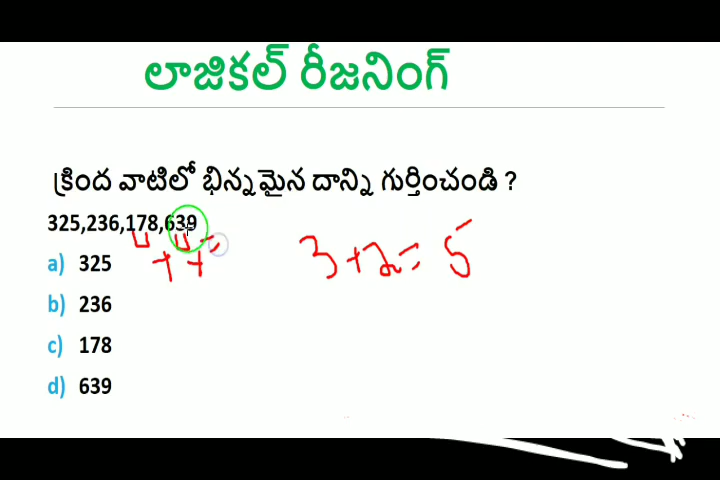 లాజికల్ రీజనింగ్
క్రింద వాటిలో భిన్నమైన దాన్ని గుర్తించండి ?
325,236,178,639
3+2= 5
a) 325
b) 236
c) 178
d) 639